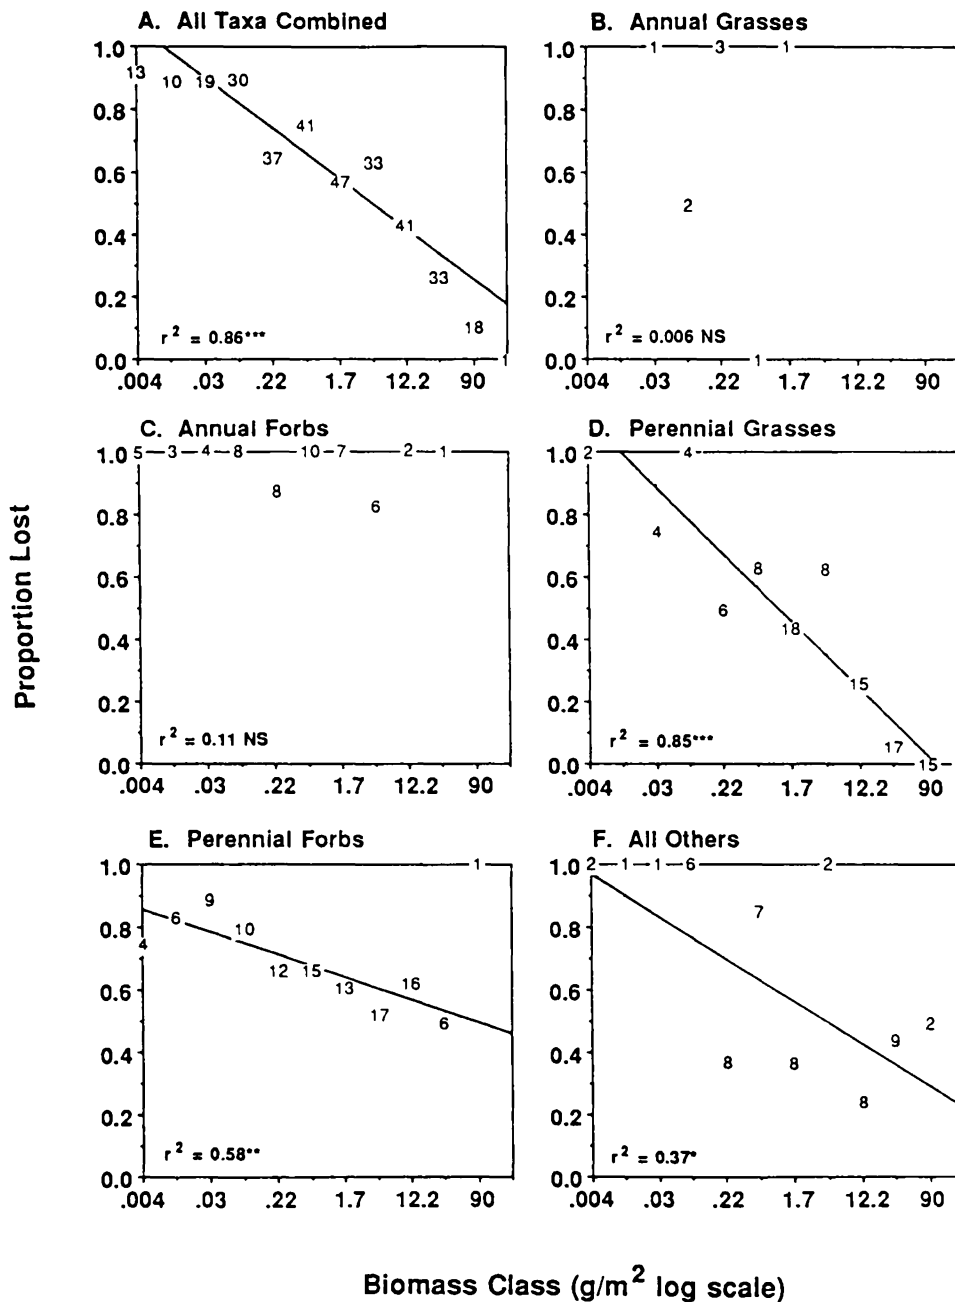 A. All Taxa Combined
1.0
0.8
0.6
0.4
0.2
0.0
13 10 19 30
41
37 33
47
41
33
18
1
r² = 0.86***
.004 .03 .22 1.7 12.2 90
B. Annual Grasses
1.0
0.8
0.6
0.4
0.2
0.0
1 3 1
2
1
r² = 0.006 NS
.004 .03 .22 1.7 12.2 90
C. Annual Forbs
1.0
0.8
0.6
0.4
0.2
0.0
5 3 4 8 10 7 2 1
8 6
r² = 0.11 NS
.004 .03 .22 1.7 12.2 90
D. Perennial Grasses
1.0
0.8
0.6
0.4
0.2
0.0
2 4
4
8 8
6
18
15
17
15
r² = 0.85***
.004 .03 .22 1.7 12.2 90
E. Perennial Forbs
1.0
0.8
0.6
0.4
0.2
0.0
1
9
6
10
4
12 15
13 16
17 6
r² = 0.58**
.004 .03 .22 1.7 12.2 90
F. All Others
1.0
0.8
0.6
0.4
0.2
0.0
2 1 1 6 2
7
2
9
8 8
8
r² = 0.37*
.004 .03 .22 1.7 12.2 90
Proportion Lost
Biomass Class (g/m² log scale)